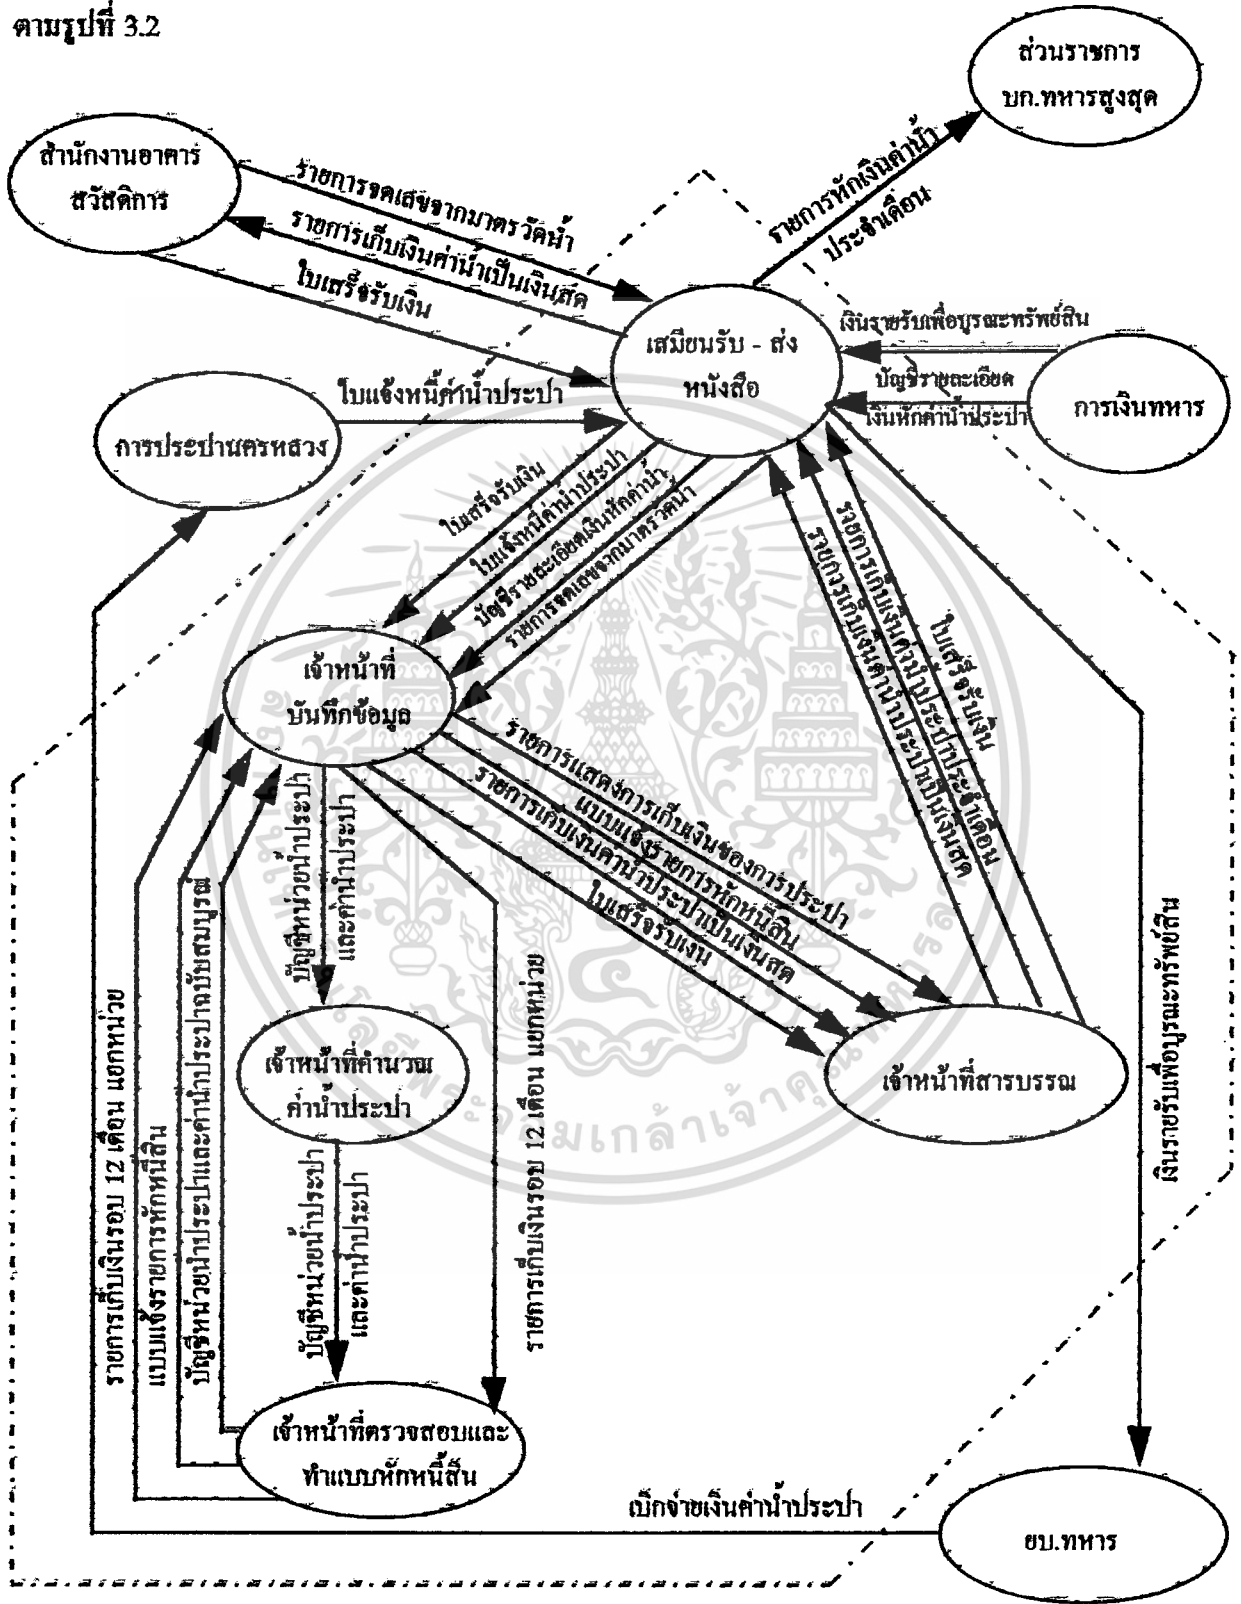 ตามรูปที่ 3.2
ส่วนราชการ
บก.ทหารสูงสุด
สำนักงานอาคาร
สวัสดิการ
รายการจดเลขจากมาตรวัดน้ำ
รายการเก็บเงินค่าน้ำเป็นเงินสด
ใบเสร็จรับเงิน
รายการหักเงินค่าน้ำ
ประจำเดือน
เสมียนรับ - ส่ง
หนังสือ
เงินรายรับเพื่อบูรณะทรัพย์สิน
บัญชีรายละเอียด
เงินหักค่าน้ำประปา
การเงินทหาร
ใบแจ้งหนี้ค่าน้ำประปา
การประปานครหลวง
ใบเสร็จรับเงิน
ใบแจ้งหนี้ค่าน้ำประปา
บัญชีรายละเอียดเงินหักค่าน้ำ
รายการจดเลขจากมาตรวัดน้ำ
ใบเสร็จรับเงิน
รายการเก็บเงินค่าน้ำประปาประจำเดือน
รายการเก็บเงินค่าน้ำประปาเป็นเงินสด
เจ้าหน้าที่
บันทึกข้อมูล
รายการแสดงการเก็บเงินของการประปา
แบบแจ้งรายการหักหนี้สิน
รายการเก็บเงินค่าน้ำประปาเป็นเงินสด
ใบเสร็จรับเงิน
บัญชีหน่วยน้ำประปา
และค่าน้ำประปา
เจ้าหน้าที่คำนวณ
ค่าน้ำประปา
เจ้าหน้าที่สารบรรณ
เงินรายรับเพื่อบูรณะทรัพย์สิน
รายการเก็บเงินรอบ 12 เดือน แยกหน่วย
แบบแจ้งรายการหักหนี้สิน
บัญชีหน่วยน้ำประปาและค่าน้ำประปาฉบับสมบูรณ์
บัญชีหน่วยน้ำประปา
และค่าน้ำประปา
รายการเก็บเงินรอบ 12 เดือน แยกหน่วย
เจ้าหน้าที่ตรวจสอบและ
ทำแบบหักหนี้สิน
เบิกจ่ายเงินค่าน้ำประปา
ยบ.ทหาร